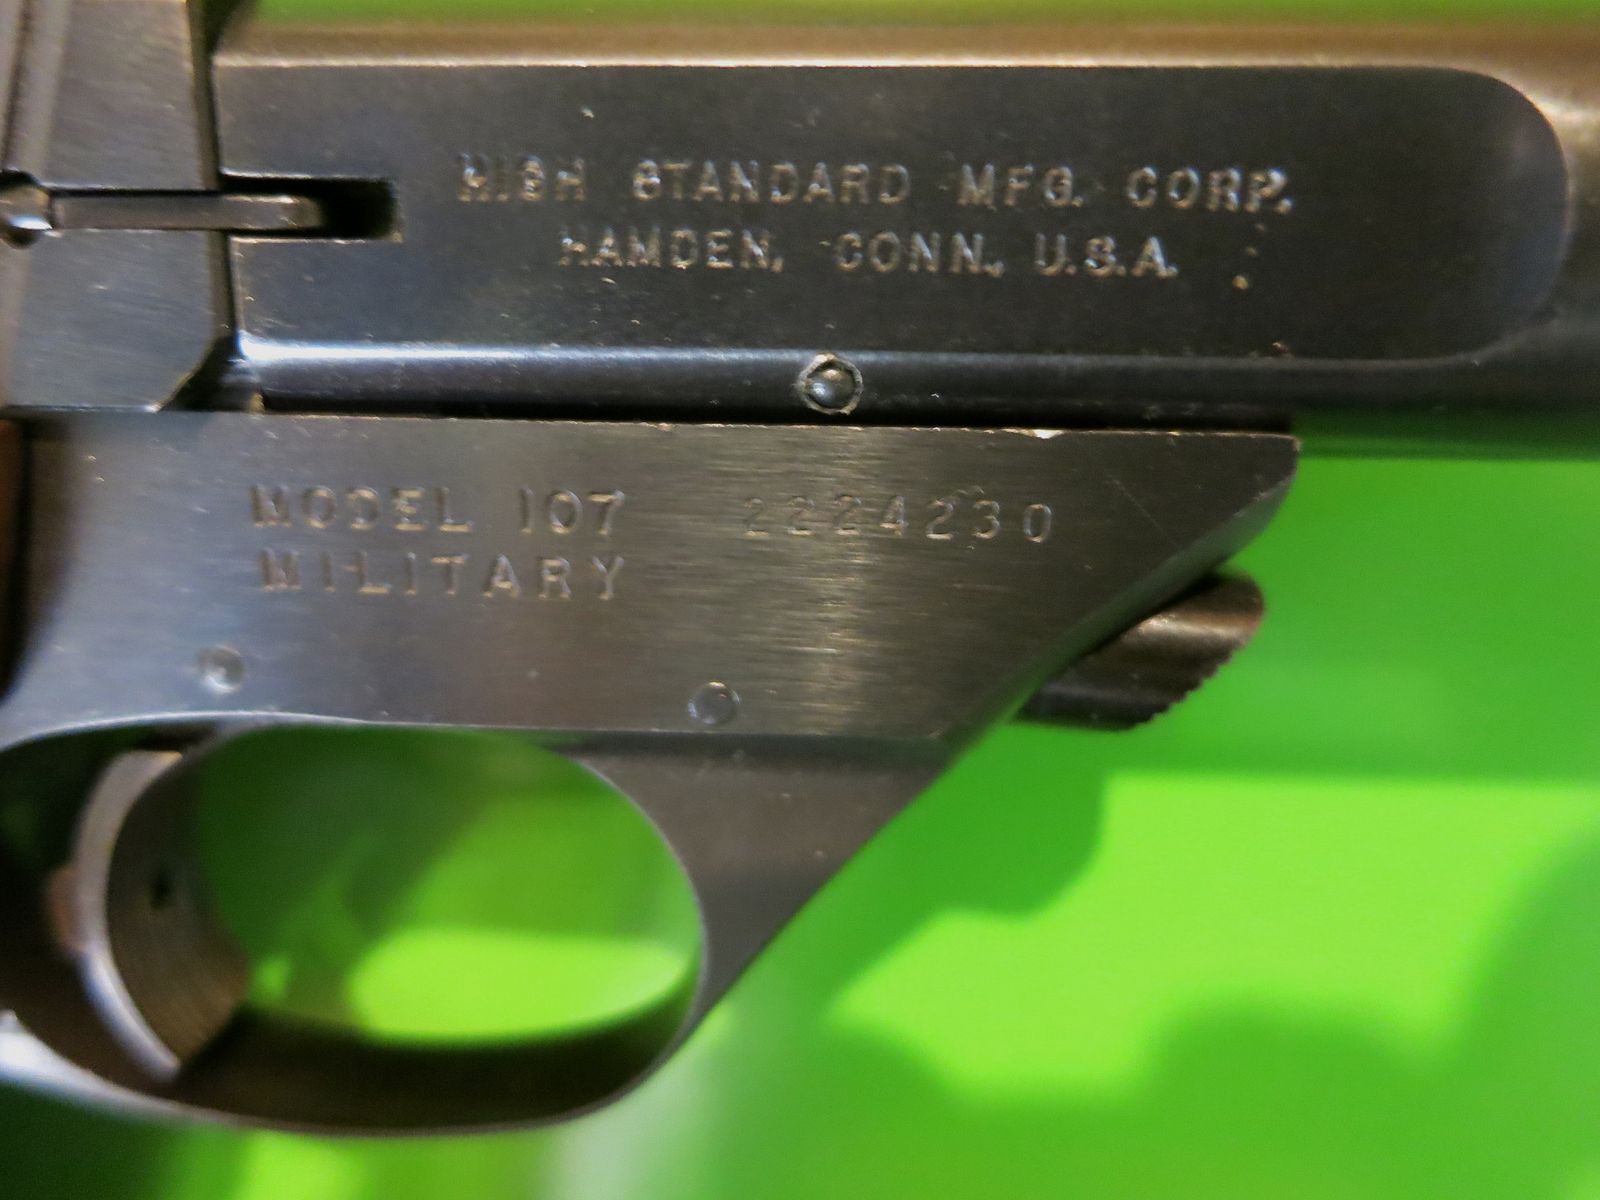 HIGH STANDARD MFG. CORP.
HAMDEN, CONN., U.S.A.
MODEL 107 2224230
MILITARY